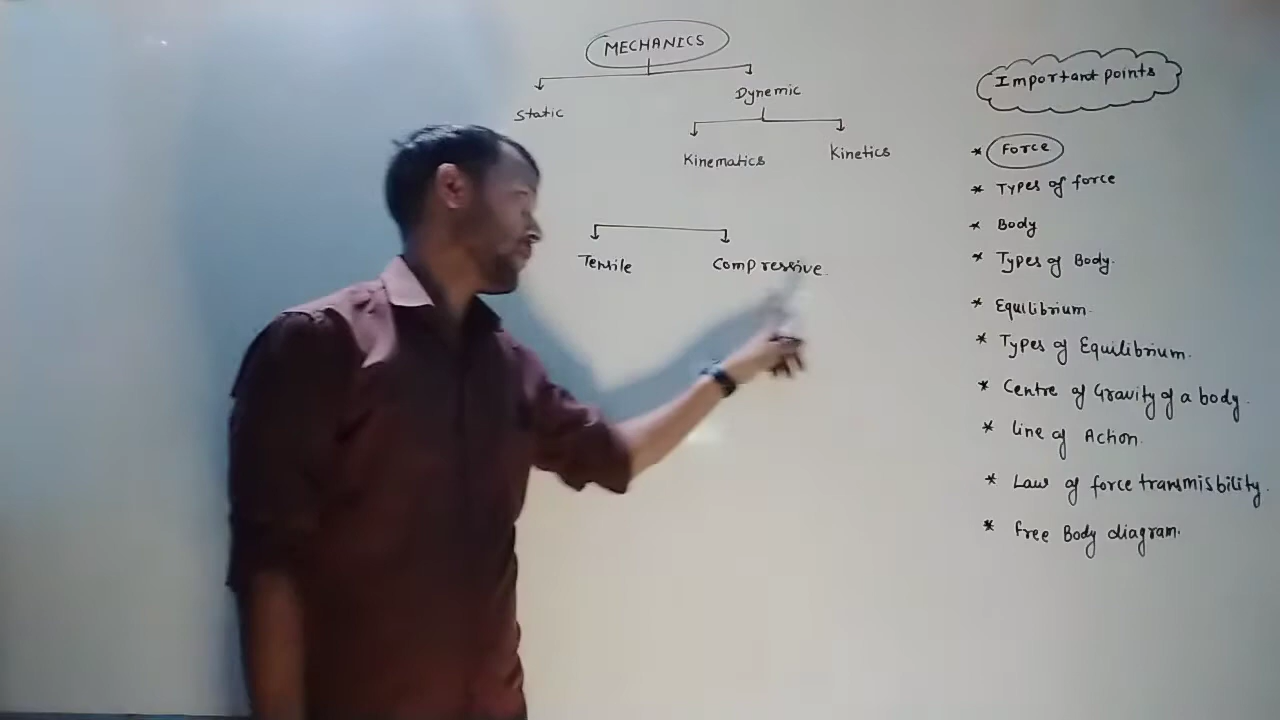 MECHANICS
Static
Dynemic
Kinematics
Kinetics
Tensile
Compressive.
Important points
* Force
* Types of force
* Body
* Types of Body.
* Equilibrium.
* Types of Equilibrium.
* Centre of Gravity of a body.
* Line of Action.
* Law of force transmisbility.
* free Body diagram.